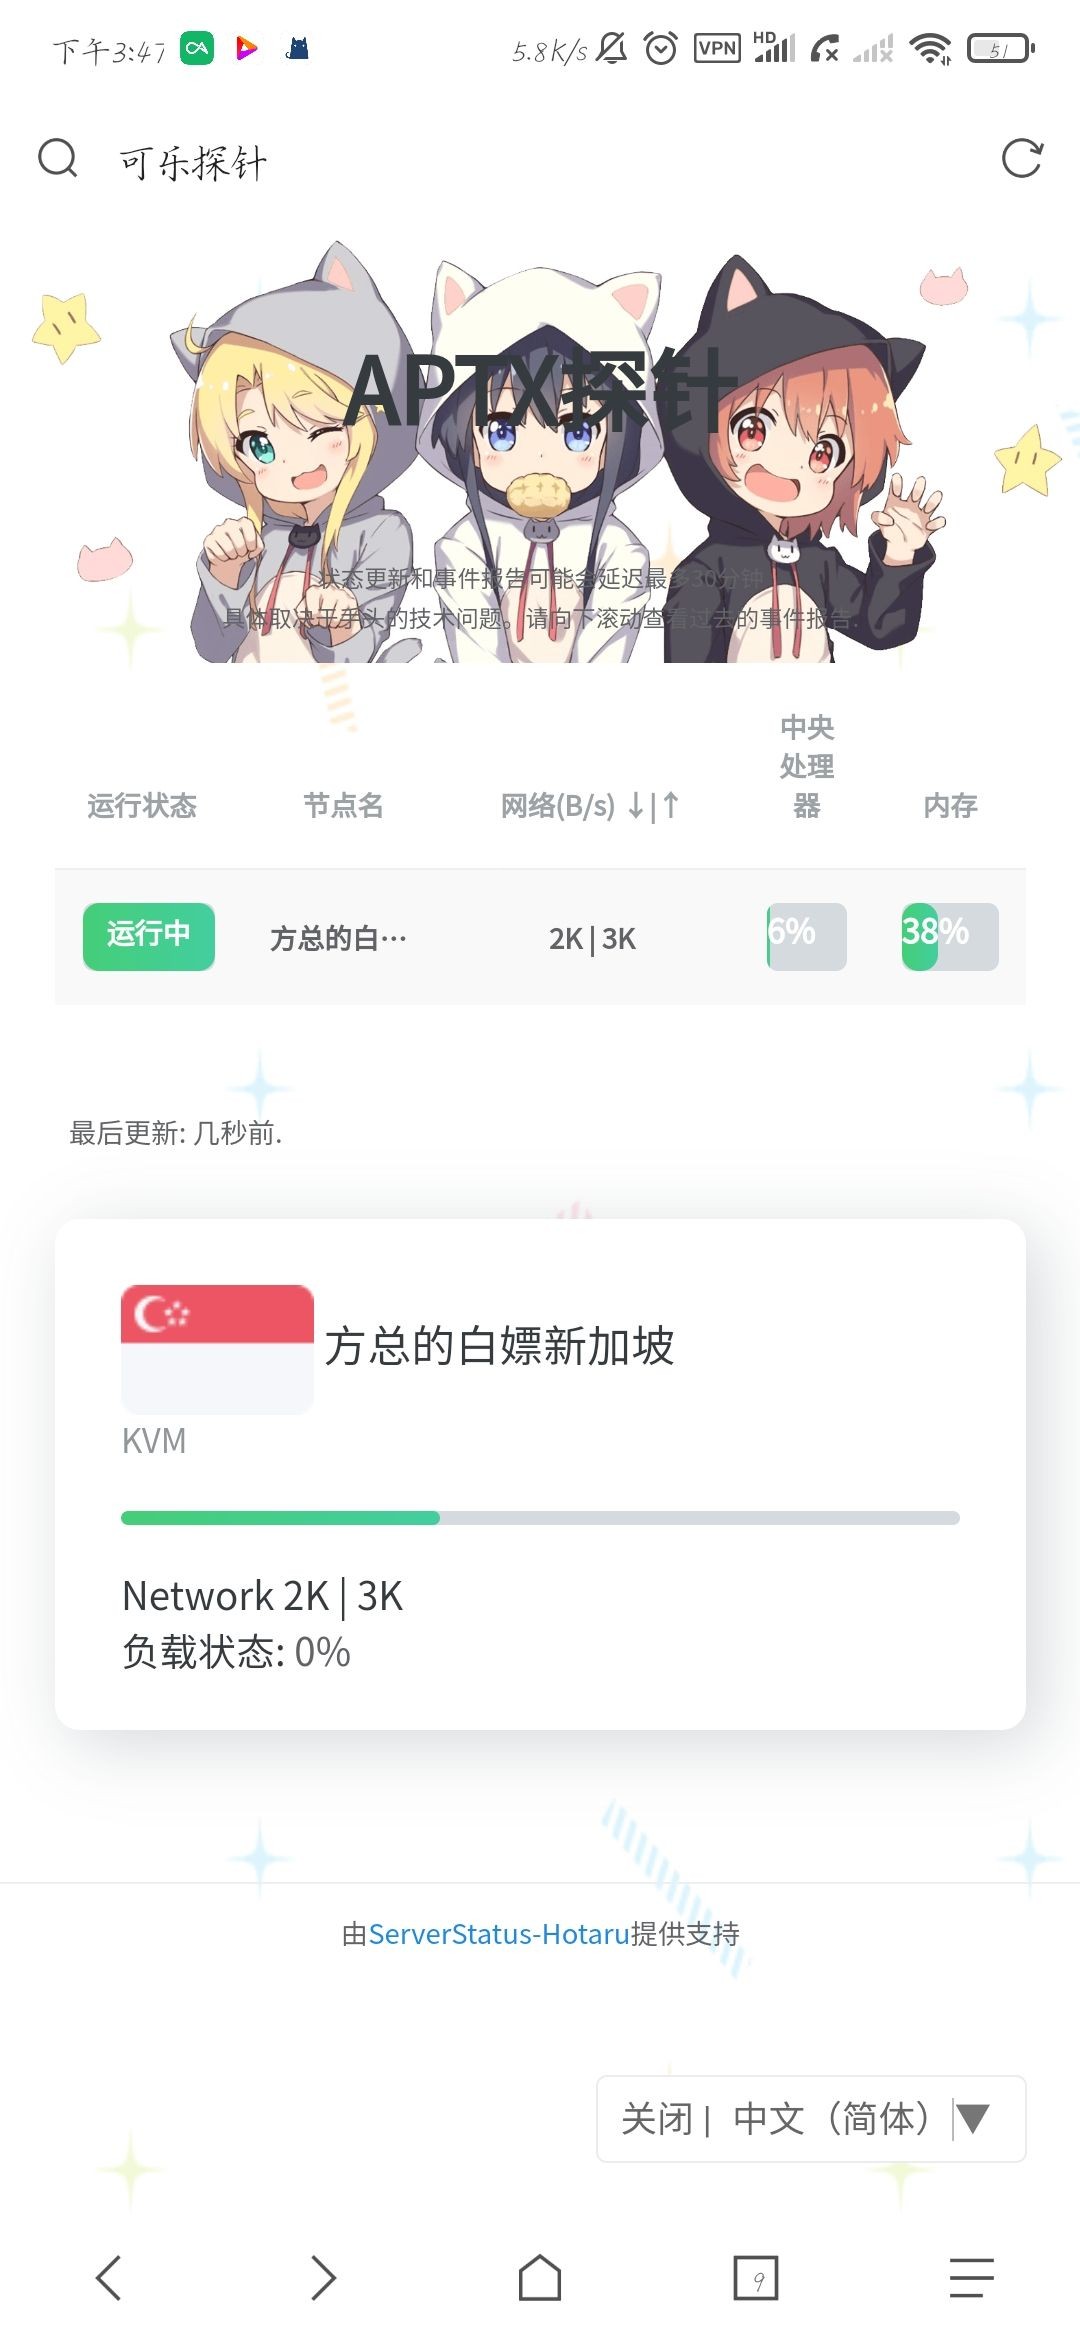 下午3:47
5.8K/s
VPN
HD
51
可乐探针
APTX探针
状态更新和事件报告可能会延迟最多30分钟
具体取决于手头的技术问题。请向下滚动查看过去的事件报告.
运行状态 节点名 网络(B/s) ↓|↑ 中央处理器 内存
运行中 方总的白… 2K | 3K 6% 38%
最后更新: 几秒前.
方总的白嫖新加坡
KVM
Network 2K | 3K
负载状态: 0%
由ServerStatus-Hotaru提供支持
关闭 | 中文（简体）
9